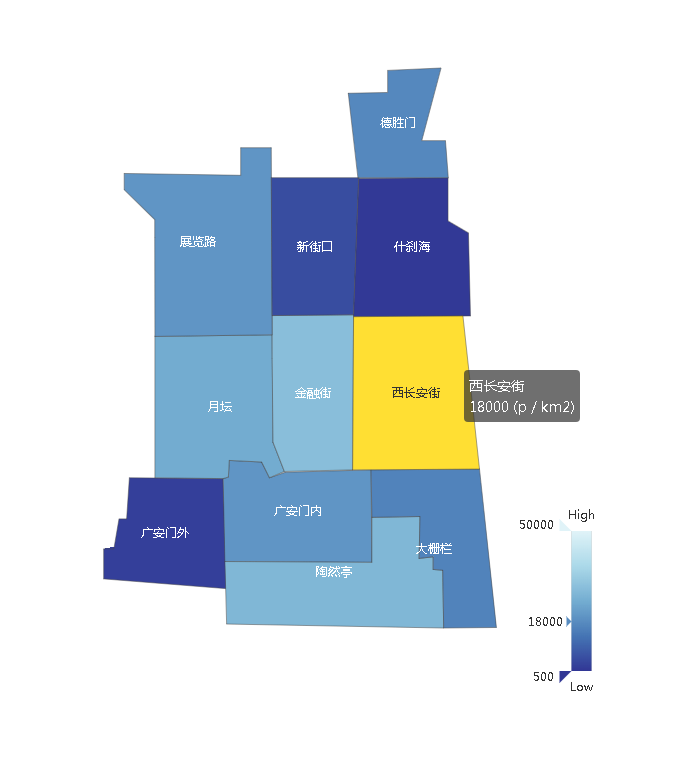 德胜门
展览路
新街口
什刹海
西长安街
18000 (p / km2)
月坛
金融街
西长安街
广安门外
广安门内
陶然亭
大栅栏
High
50000
18000
500
Low